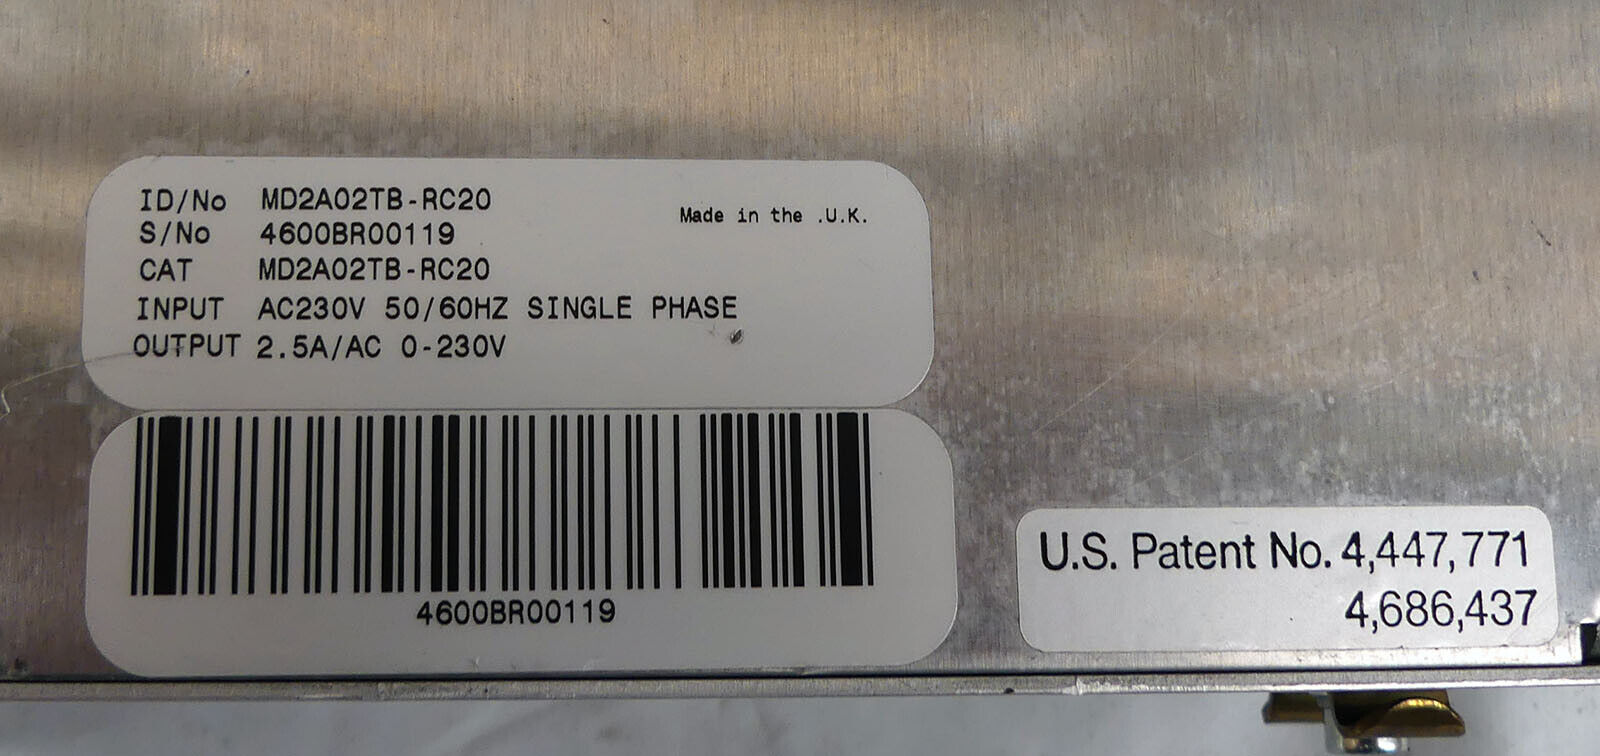 ID/No MD2A02TB-RC20
Made in the .U.K.
S/No 4600BR00119
CAT MD2A02TB-RC20
INPUT AC230V 50/60HZ SINGLE PHASE
OUTPUT 2.5A/AC 0-230V
4600BR00119
U.S. Patent No. 4,447,771
4,686,437